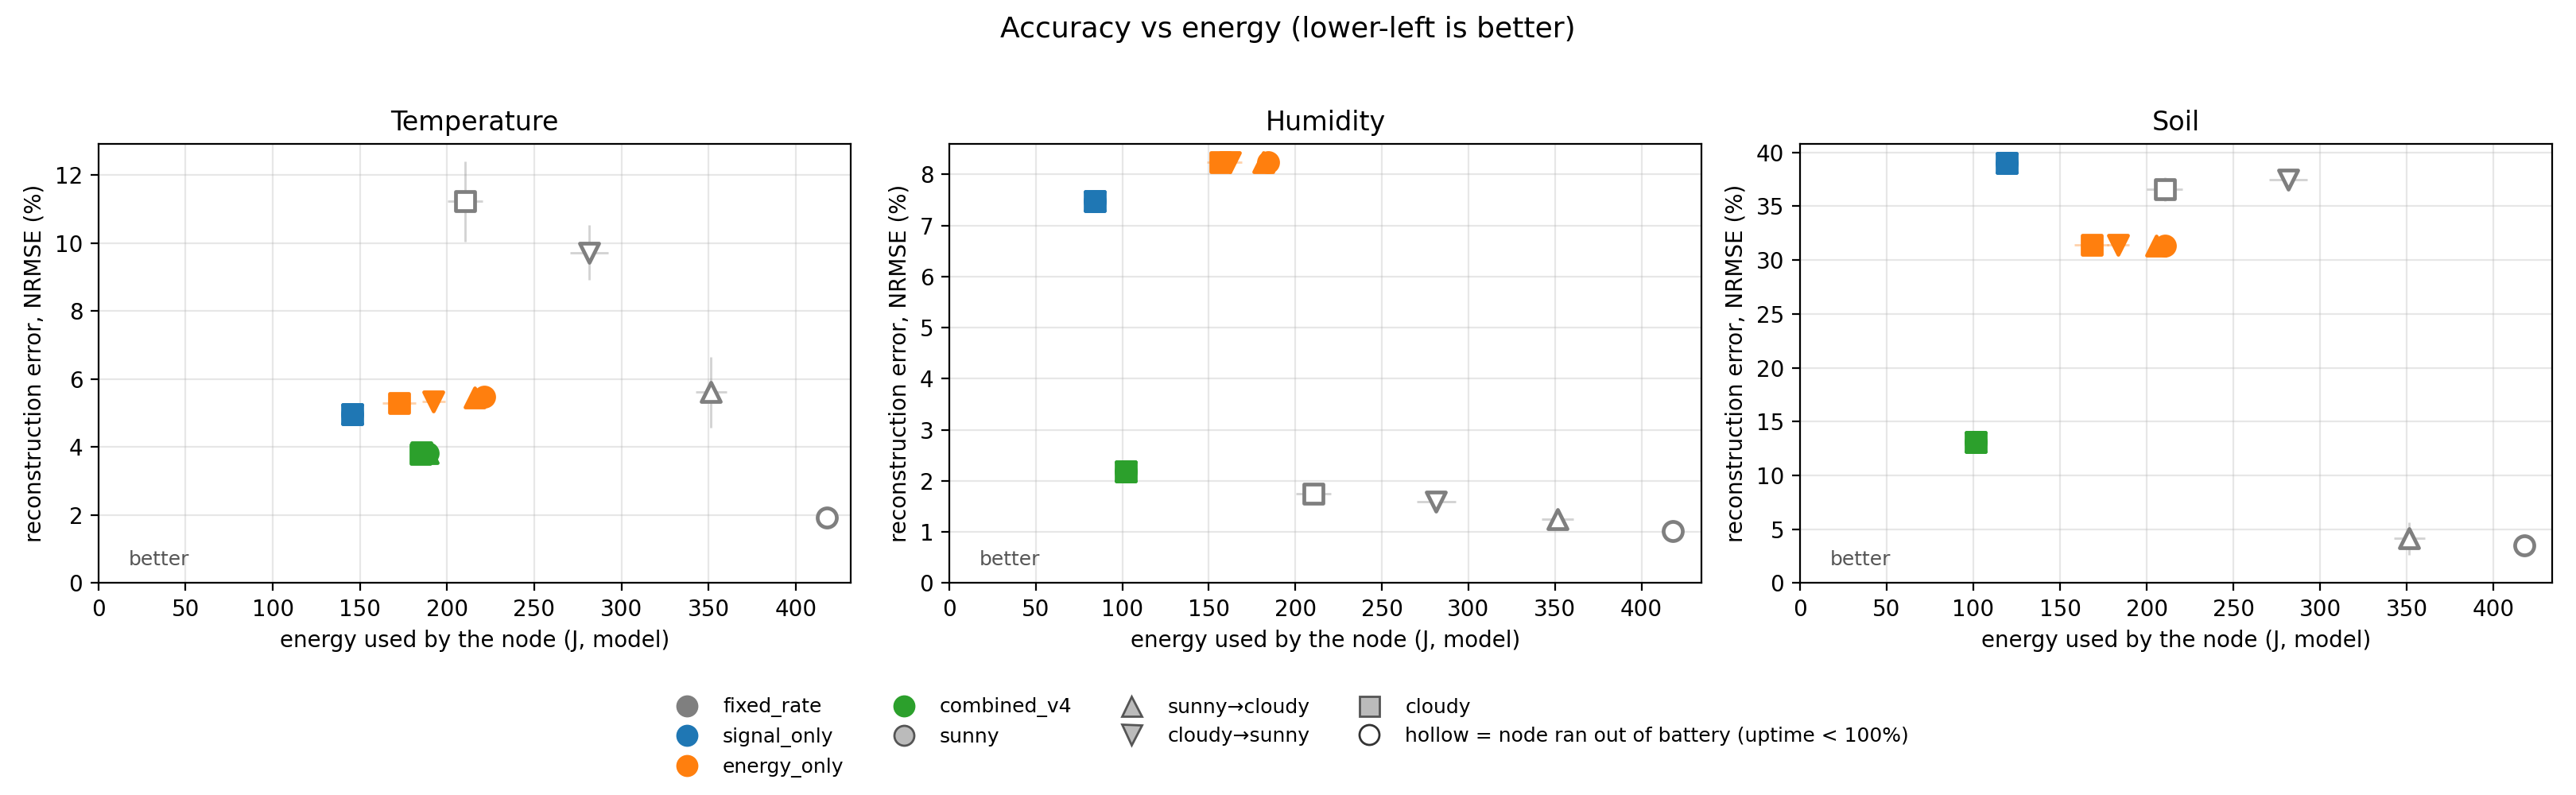 Accuracy vs energy (lower-left is better)
Temperature
12
10
8
6
4
2
0
reconstruction error, NRMSE (%)
better
0 50 100 150 200 250 300 350 400
energy used by the node (J, model)
Humidity
8
7
6
5
4
3
2
1
0
reconstruction error, NRMSE (%)
better
0 50 100 150 200 250 300 350 400
energy used by the node (J, model)
Soil
40
35
30
25
20
15
10
5
0
reconstruction error, NRMSE (%)
better
0 50 100 150 200 250 300 350 400
energy used by the node (J, model)
fixed_rate
signal_only
energy_only
combined_v4
sunny
sunny→cloudy
cloudy→sunny
cloudy
hollow = node ran out of battery (uptime < 100%)